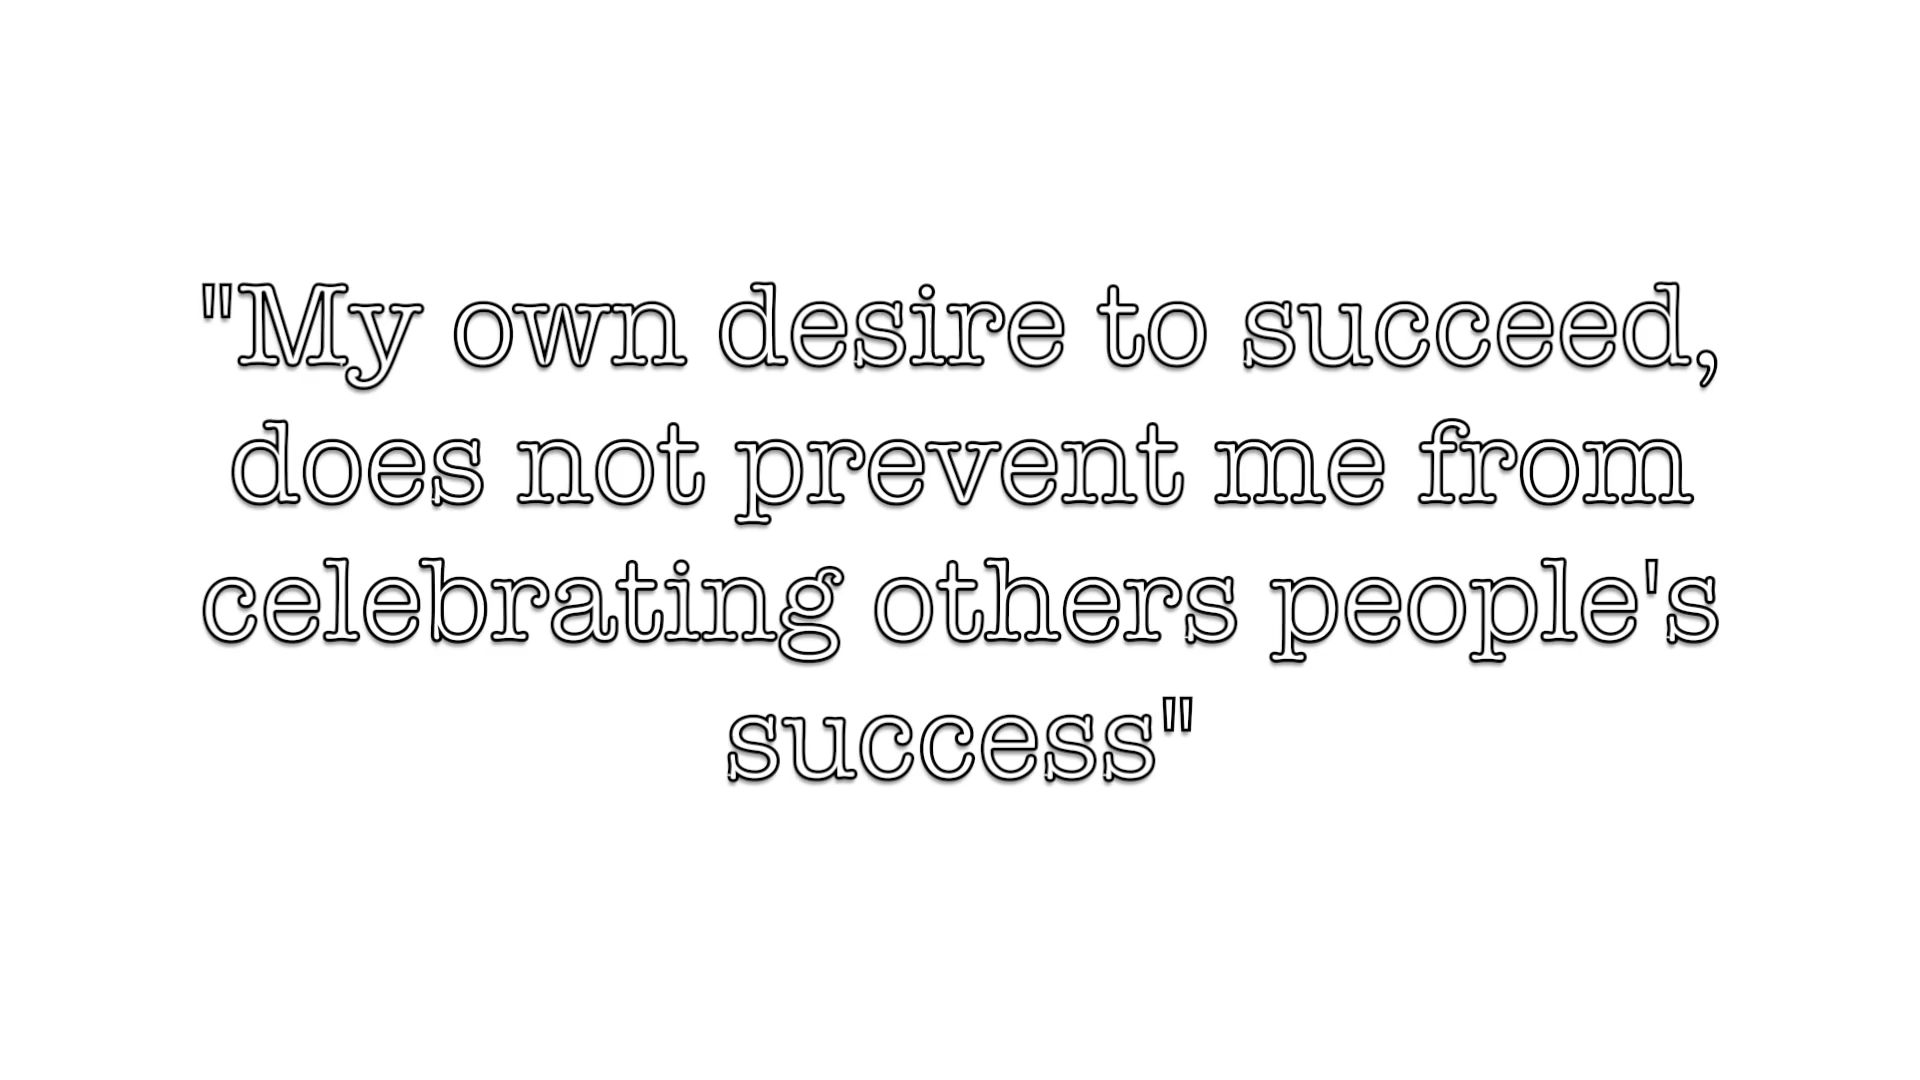 "My own desire to succeed,
does not prevent me from
celebrating others people's
success"